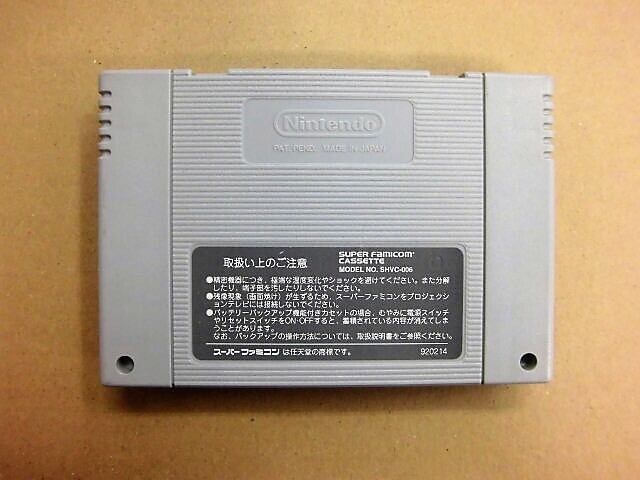 Nintendo
PAT. PEND. MADE IN JAPAN
取扱い上のご注意
SUPER FAMICOM
CASSETTE
MODEL NO. SHVC-006
●精密機器につき、極端な温度変化やショックを避けてください。また分解
したり、端子部を汚したりしないでください。
●残像現象（画面焼け）が生ずるため、スーパーファミコンをプロジェクシ
ョンテレビには接続しないでください。
●バッテリーバックアップ機能付きカセットの場合、むやみに電源スイッチ
やリセットスイッチをON・OFFすると、蓄積されている内容が消えてしま
うことがあります。
なお、バックアップの操作方法については、取扱説明書をご参照ください。
スーパーファミコンは任天堂の商標です。
920214